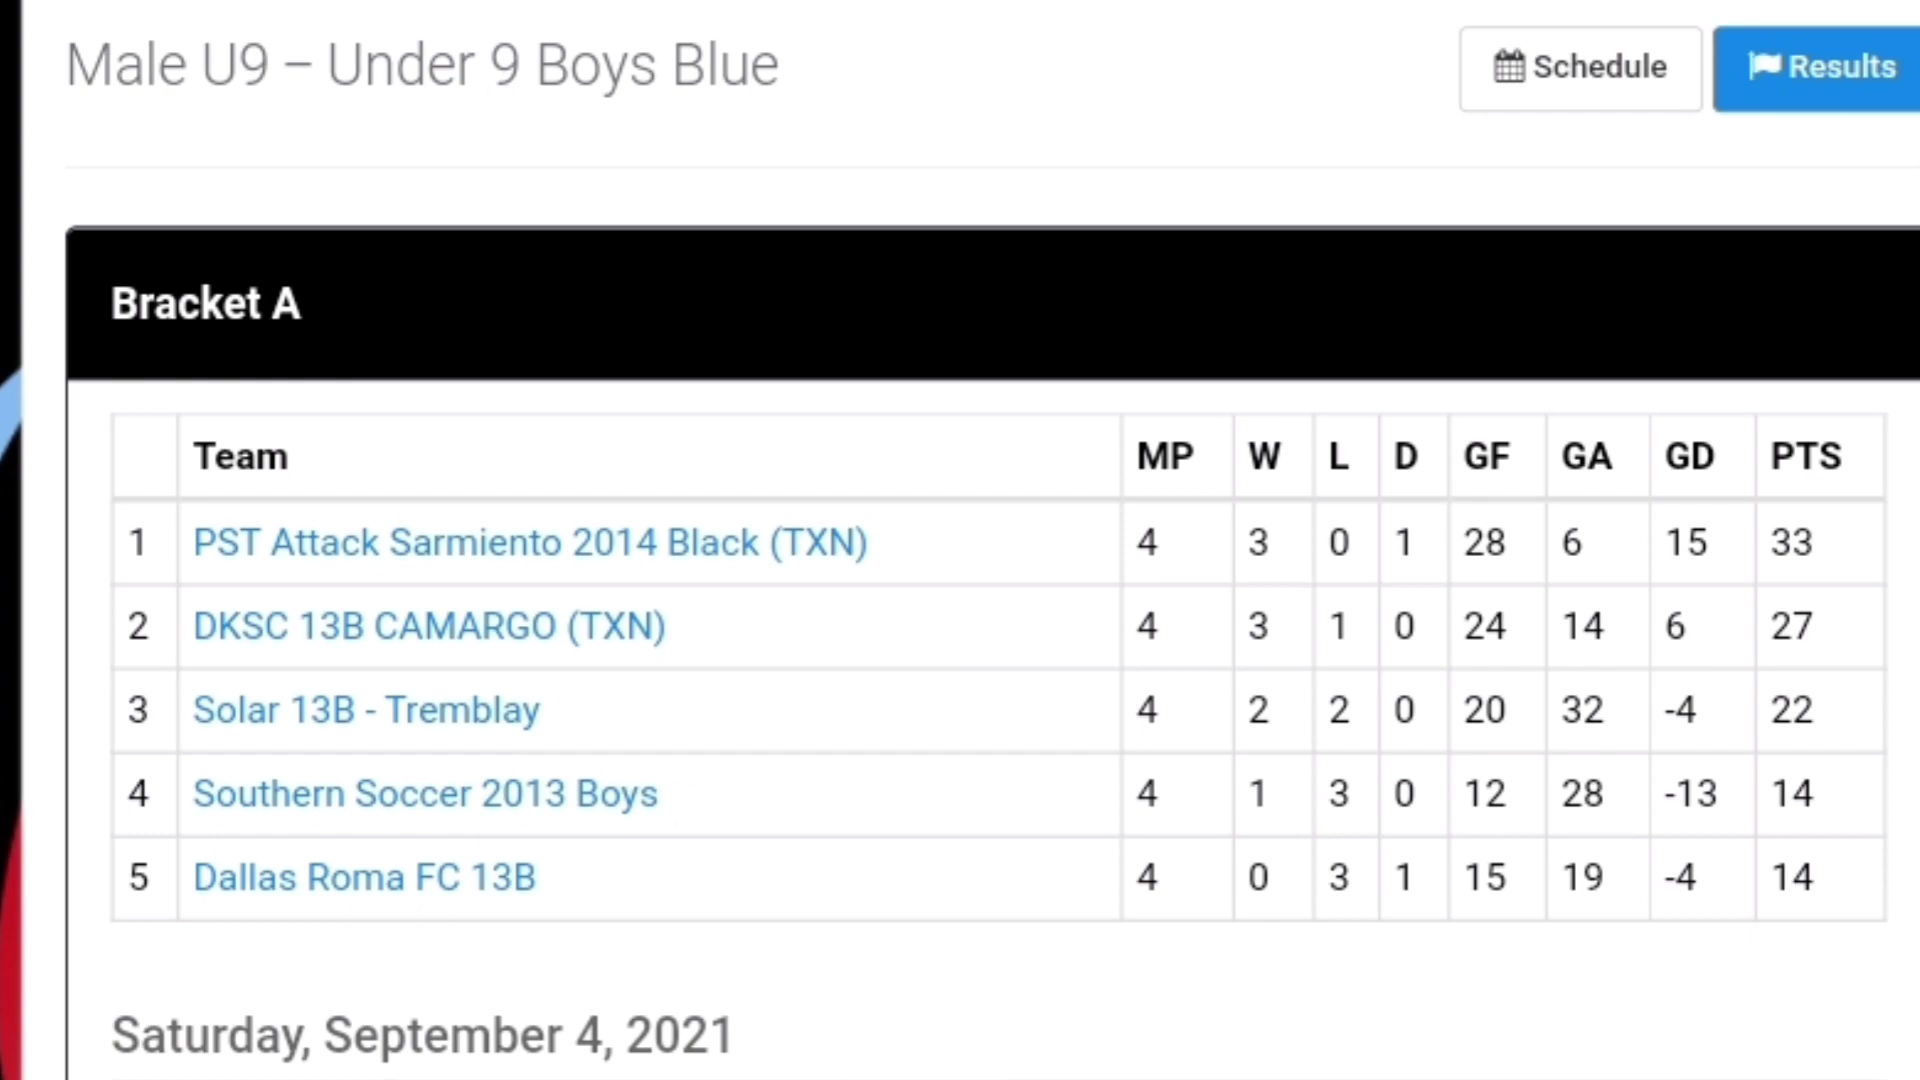 Male U9 – Under 9 Boys Blue
Schedule
Results
Bracket A
Team MP W L D GF GA GD PTS
1 PST Attack Sarmiento 2014 Black (TXN) 4 3 0 1 28 6 15 33
2 DKSC 13B CAMARGO (TXN) 4 3 1 0 24 14 6 27
3 Solar 13B - Tremblay 4 2 2 0 20 32 -4 22
4 Southern Soccer 2013 Boys 4 1 3 0 12 28 -13 14
5 Dallas Roma FC 13B 4 0 3 1 15 19 -4 14
Saturday, September 4, 2021